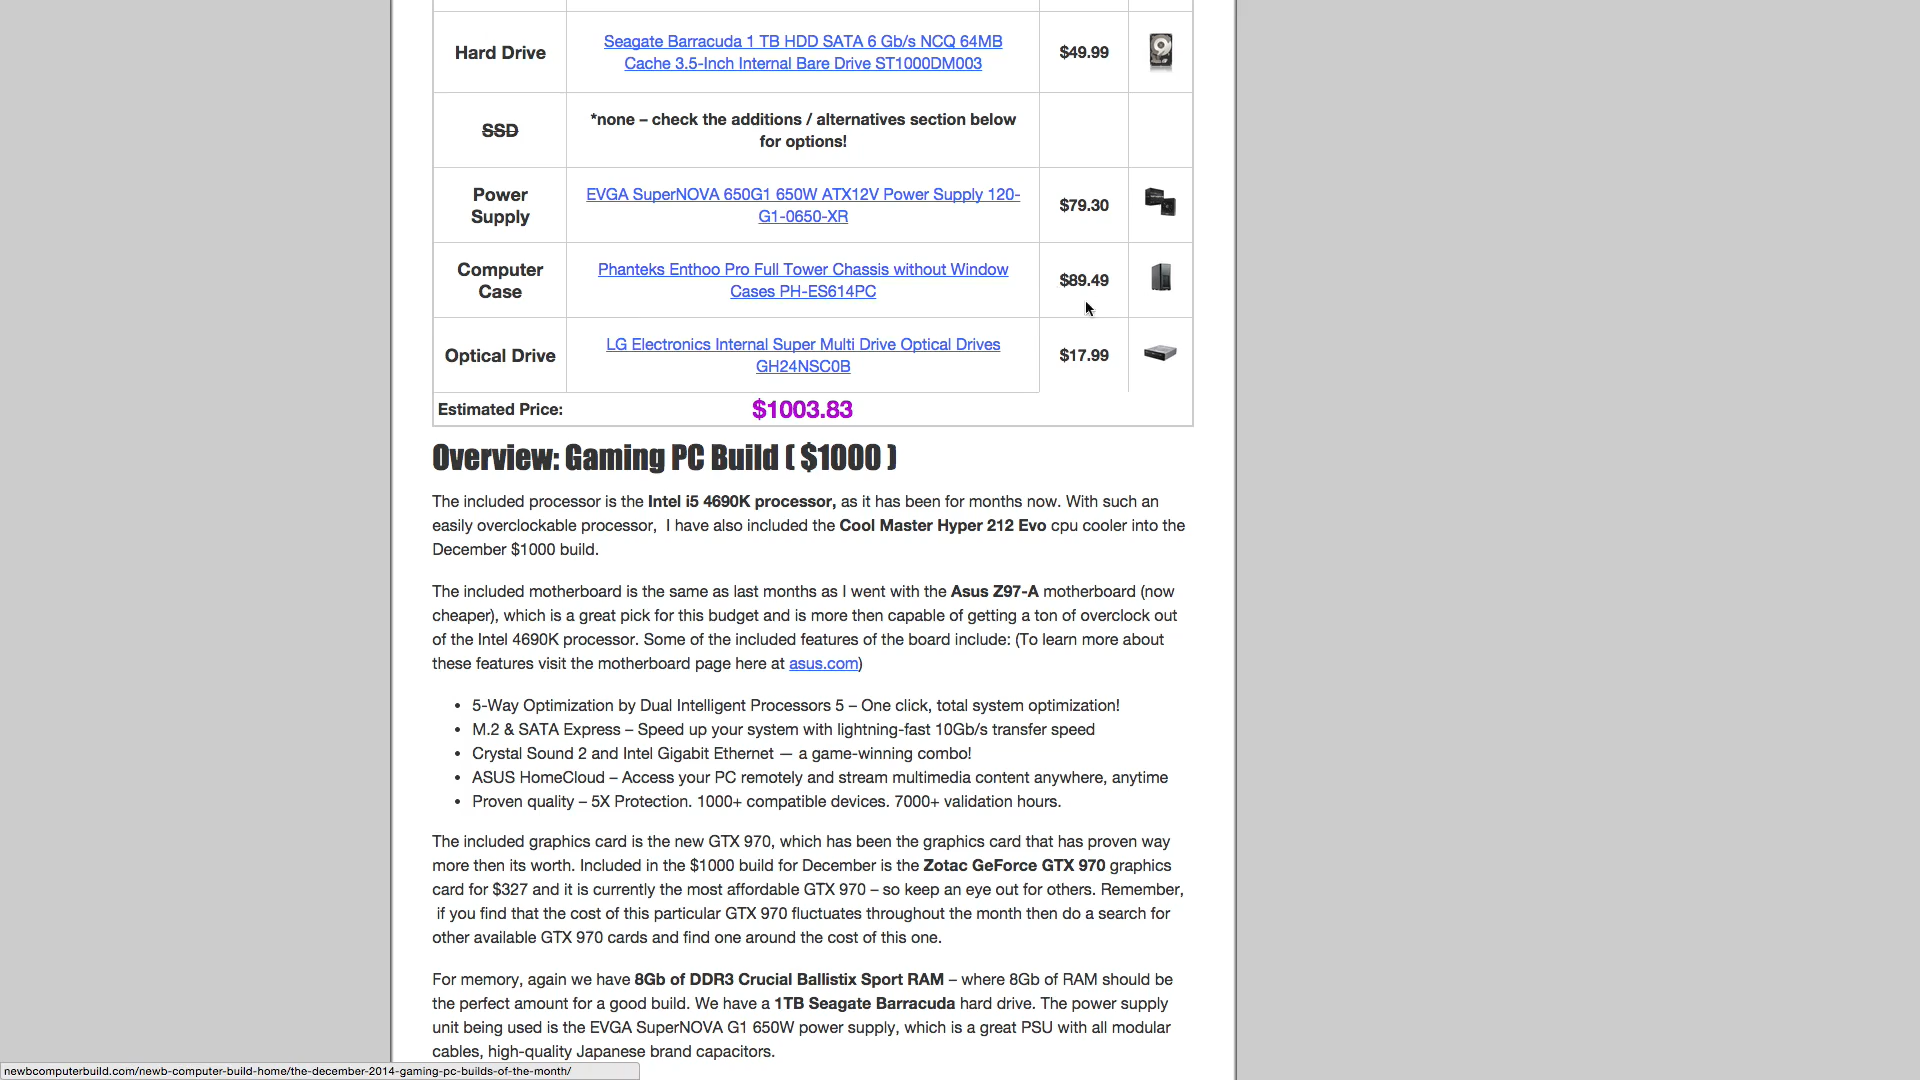 Hard Drive
Seagate Barracuda 1 TB HDD SATA 6 Gb/s NCQ 64MB
Cache 3.5-Inch Internal Bare Drive ST1000DM003
$49.99
SSD
*none – check the additions / alternatives section below
for options!
Power
Supply
EVGA SuperNOVA 650G1 650W ATX12V Power Supply 120-
G1-0650-XR
$79.30
Computer
Case
Phanteks Enthoo Pro Full Tower Chassis without Window
Cases PH-ES614PC
$89.49
Optical Drive
LG Electronics Internal Super Multi Drive Optical Drives
GH24NSC0B
$17.99
Estimated Price:
$1003.83
Overview: Gaming PC Build ( $1000 )
The included processor is the Intel i5 4690K processor, as it has been for months now. With such an
easily overclockable processor,  I have also included the Cool Master Hyper 212 Evo cpu cooler into the
December $1000 build.
The included motherboard is the same as last months as I went with the Asus Z97-A motherboard (now
cheaper), which is a great pick for this budget and is more then capable of getting a ton of overclock out
of the Intel 4690K processor. Some of the included features of the board include: (To learn more about
these features visit the motherboard page here at asus.com)
• 5-Way Optimization by Dual Intelligent Processors 5 – One click, total system optimization!
• M.2 & SATA Express – Speed up your system with lightning-fast 10Gb/s transfer speed
• Crystal Sound 2 and Intel Gigabit Ethernet — a game-winning combo!
• ASUS HomeCloud – Access your PC remotely and stream multimedia content anywhere, anytime
• Proven quality – 5X Protection. 1000+ compatible devices. 7000+ validation hours.
The included graphics card is the new GTX 970, which has been the graphics card that has proven way
more then its worth. Included in the $1000 build for December is the Zotac GeForce GTX 970 graphics
card for $327 and it is currently the most affordable GTX 970 – so keep an eye out for others. Remember,
if you find that the cost of this particular GTX 970 fluctuates throughout the month then do a search for
other available GTX 970 cards and find one around the cost of this one.
For memory, again we have 8Gb of DDR3 Crucial Ballistix Sport RAM – where 8Gb of RAM should be
the perfect amount for a good build. We have a 1TB Seagate Barracuda hard drive. The power supply
unit being used is the EVGA SuperNOVA G1 650W power supply, which is a great PSU with all modular
cables, high-quality Japanese brand capacitors.
newbcomputerbuild.com/newb-computer-build-home/the-december-2014-gaming-pc-builds-of-the-month/